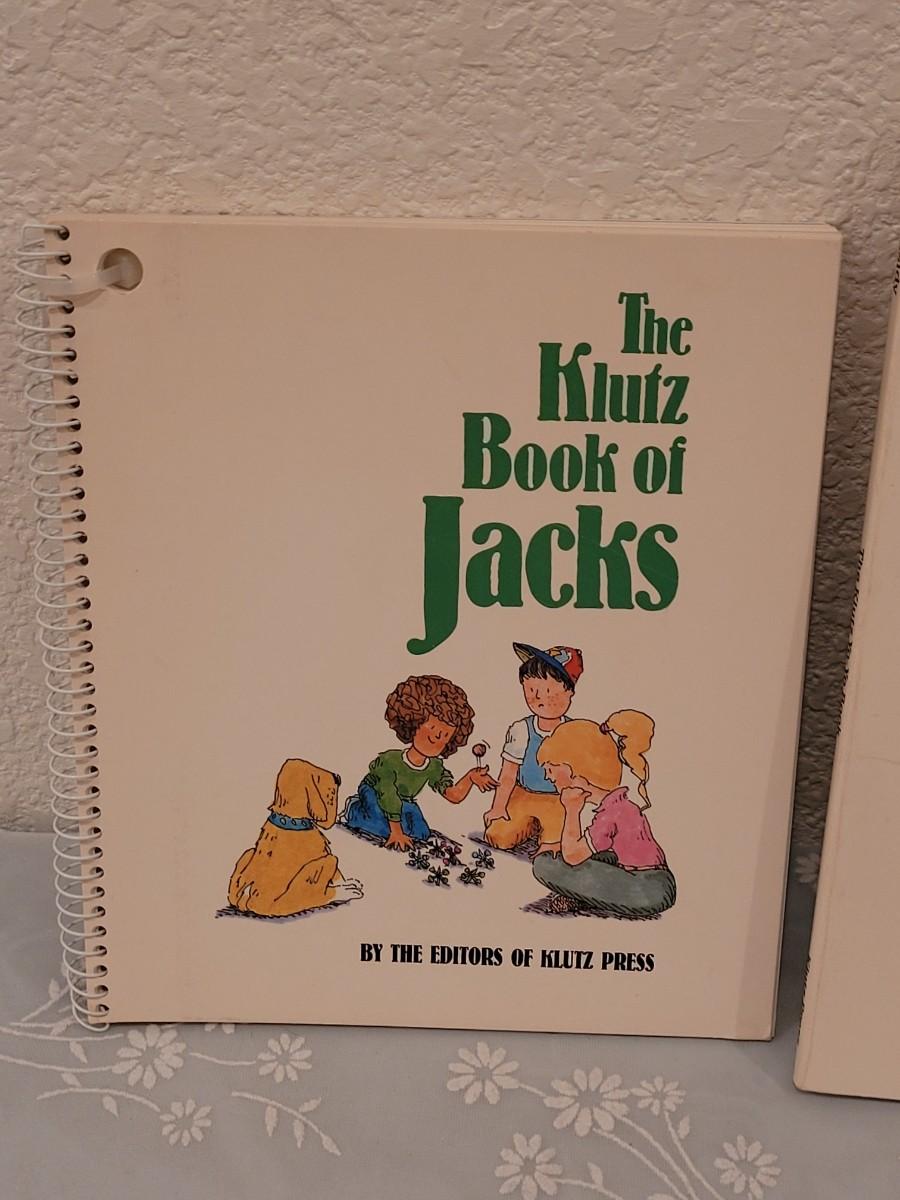 The
Klutz
Book of
Jacks
BY THE EDITORS OF KLUTZ PRESS